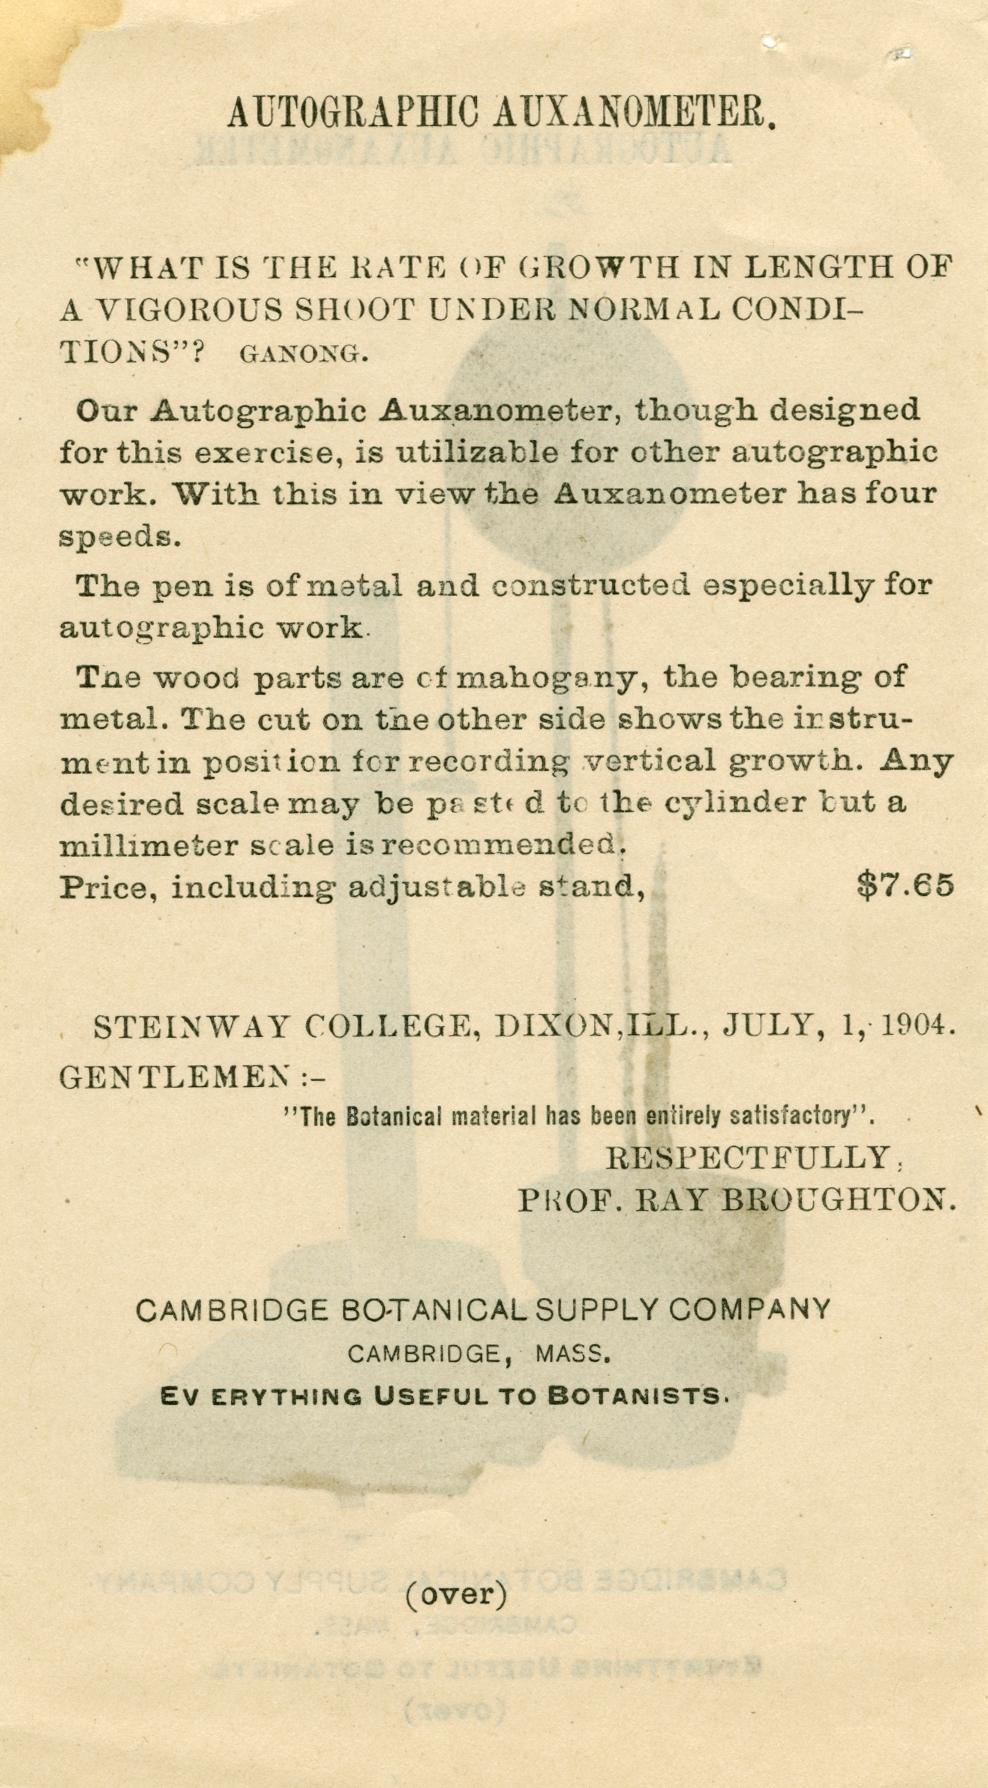 AUTOGRAPHIC AUXANOMETER.
"WHAT IS THE RATE OF GROWTH IN LENGTH OF
A VIGOROUS SHOOT UNDER NORMAL CONDI-
TIONS"? GANONG.
Our Autographic Auxanometer, though designed
for this exercise, is utilizable for other autographic
work. With this in view the Auxanometer has four
speeds.
The pen is of metal and constructed especially for
autographic work.
The wood parts are of mahogany, the bearing of
metal. The cut on the other side shows the instru-
ment in position for recording vertical growth. Any
desired scale may be pasted to the cylinder but a
millimeter scale is recommended.
Price, including adjustable stand, $7.65
STEINWAY COLLEGE, DIXON, ILL., JULY, 1, 1904.
GENTLEMEN :-
"The Botanical material has been entirely satisfactory".
RESPECTFULLY,
PROF. RAY BROUGHTON.
CAMBRIDGE BOTANICAL SUPPLY COMPANY
CAMBRIDGE, MASS.
EVERYTHING USEFUL TO BOTANISTS.
(over)